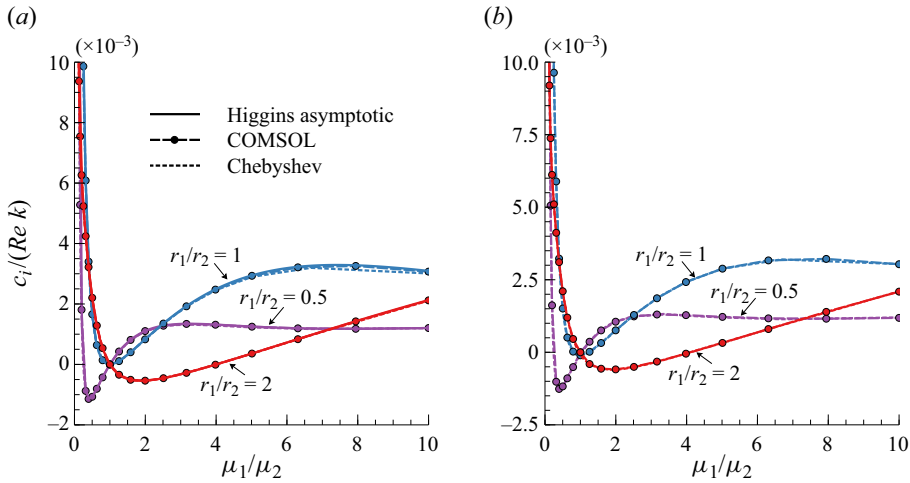 (a)
(×10⁻³)
10
8
6
4
2
0
−2
0
2
4
6
8
10
c_i/(Re k)
μ₁/μ₂
Higgins asymptotic
COMSOL
Chebyshev
r₁/r₂ = 1
r₁/r₂ = 0.5
r₁/r₂ = 2
(b)
(×10⁻³)
10.0
7.5
5.0
2.5
0
−2.5
0
2
4
6
8
10
μ₁/μ₂
r₁/r₂ = 1
r₁/r₂ = 0.5
r₁/r₂ = 2